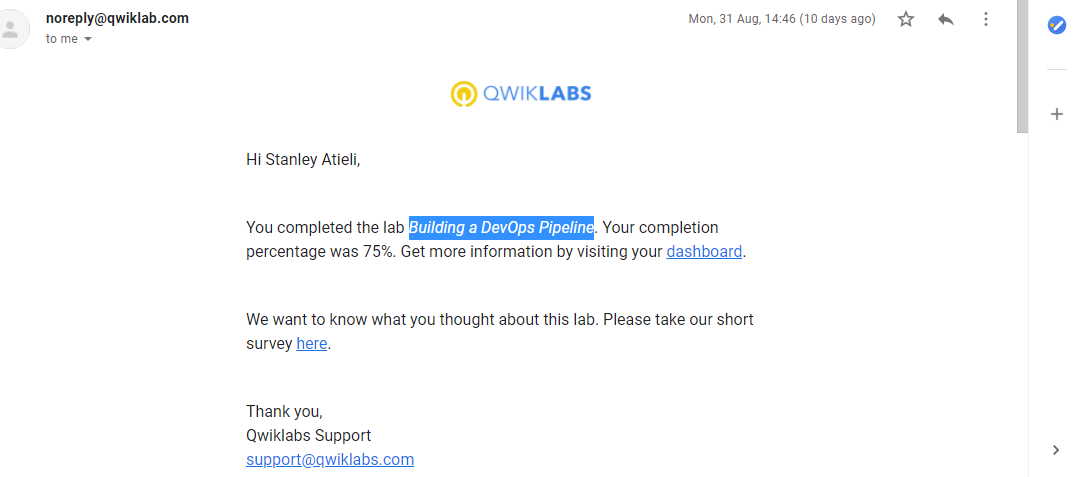 noreply@qwiklab.com
Mon, 31 Aug, 14:46 (10 days ago)
to me
QWIKLABS
Hi Stanley Atieli,
You completed the lab Building a DevOps Pipeline. Your completion
percentage was 75%. Get more information by visiting your dashboard.
We want to know what you thought about this lab. Please take our short
survey here.
Thank you,
Qwiklabs Support
support@qwiklabs.com